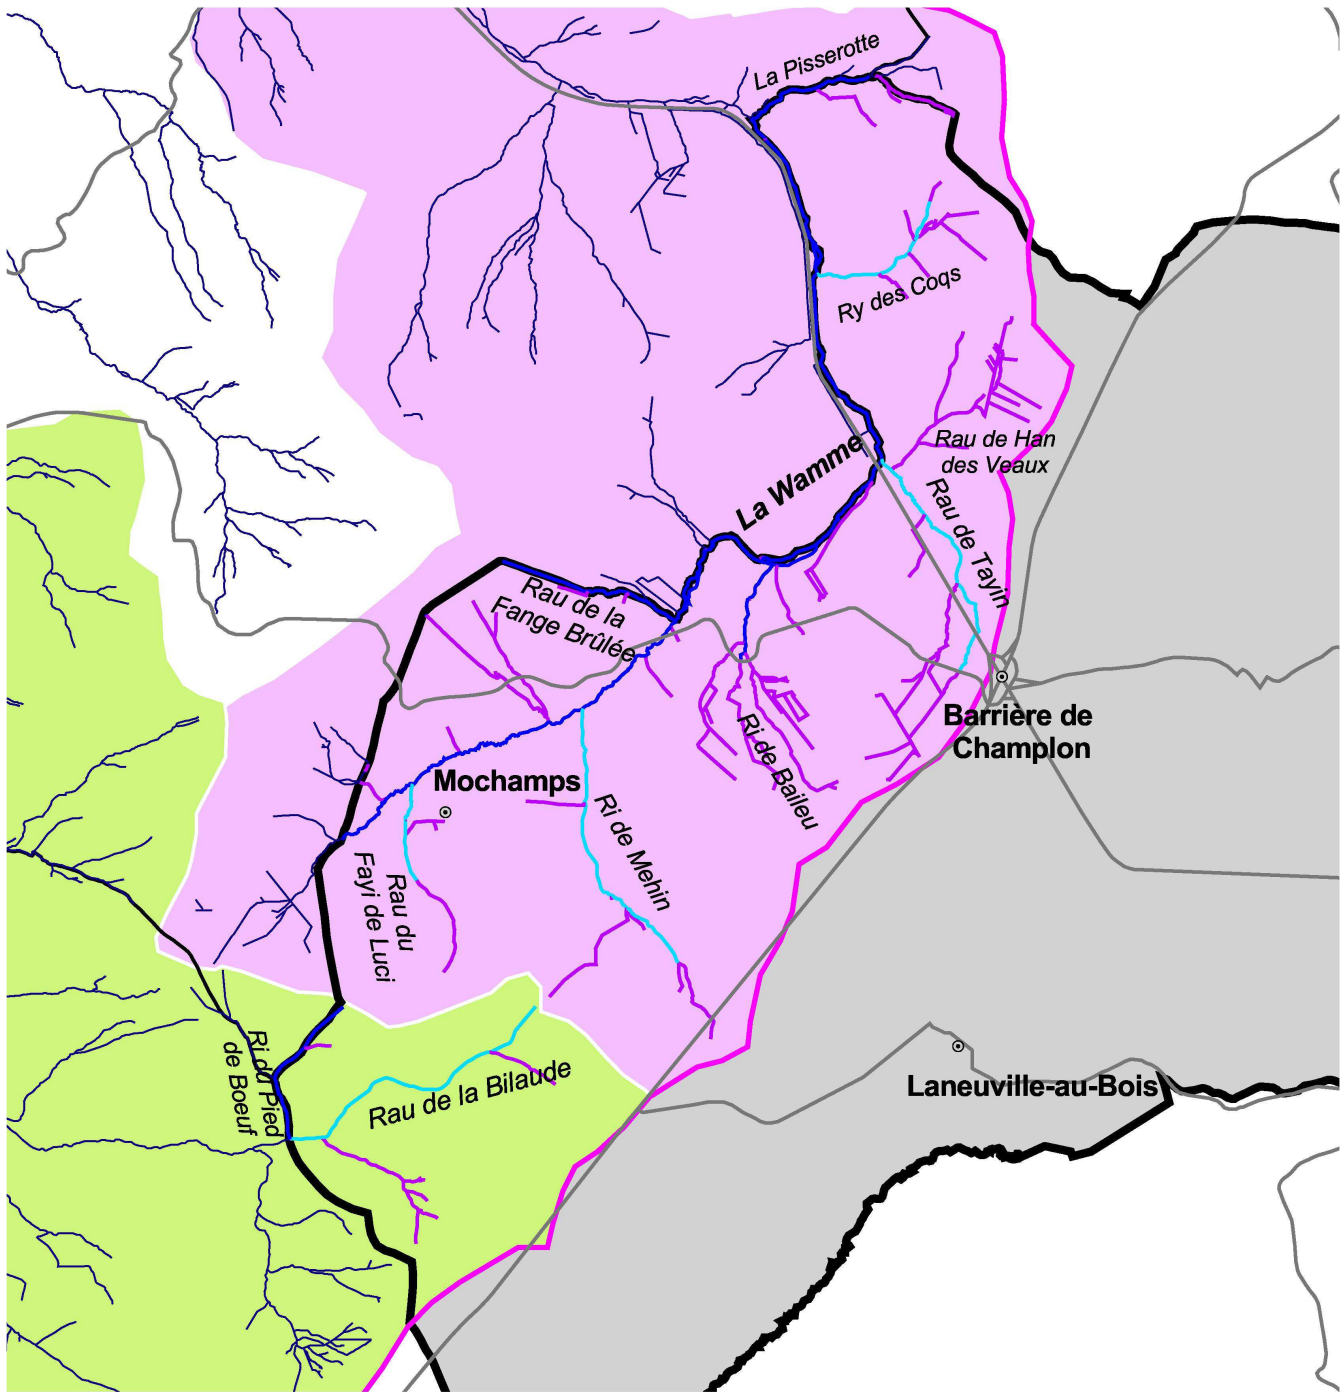 La Pisserotte
Ry des Coqs
Rau de Han
des Veaux
La Wamme
Rau de Tayin
Rau de la
Fange Brûlée
Barrière de
Champlon
Ri de Baileu
Mochamps
Ri de Mehin
Rau du
Fayi de Luci
Ri du Pied
de Boeuf
Rau de la Bilaude
Laneuville-au-Bois